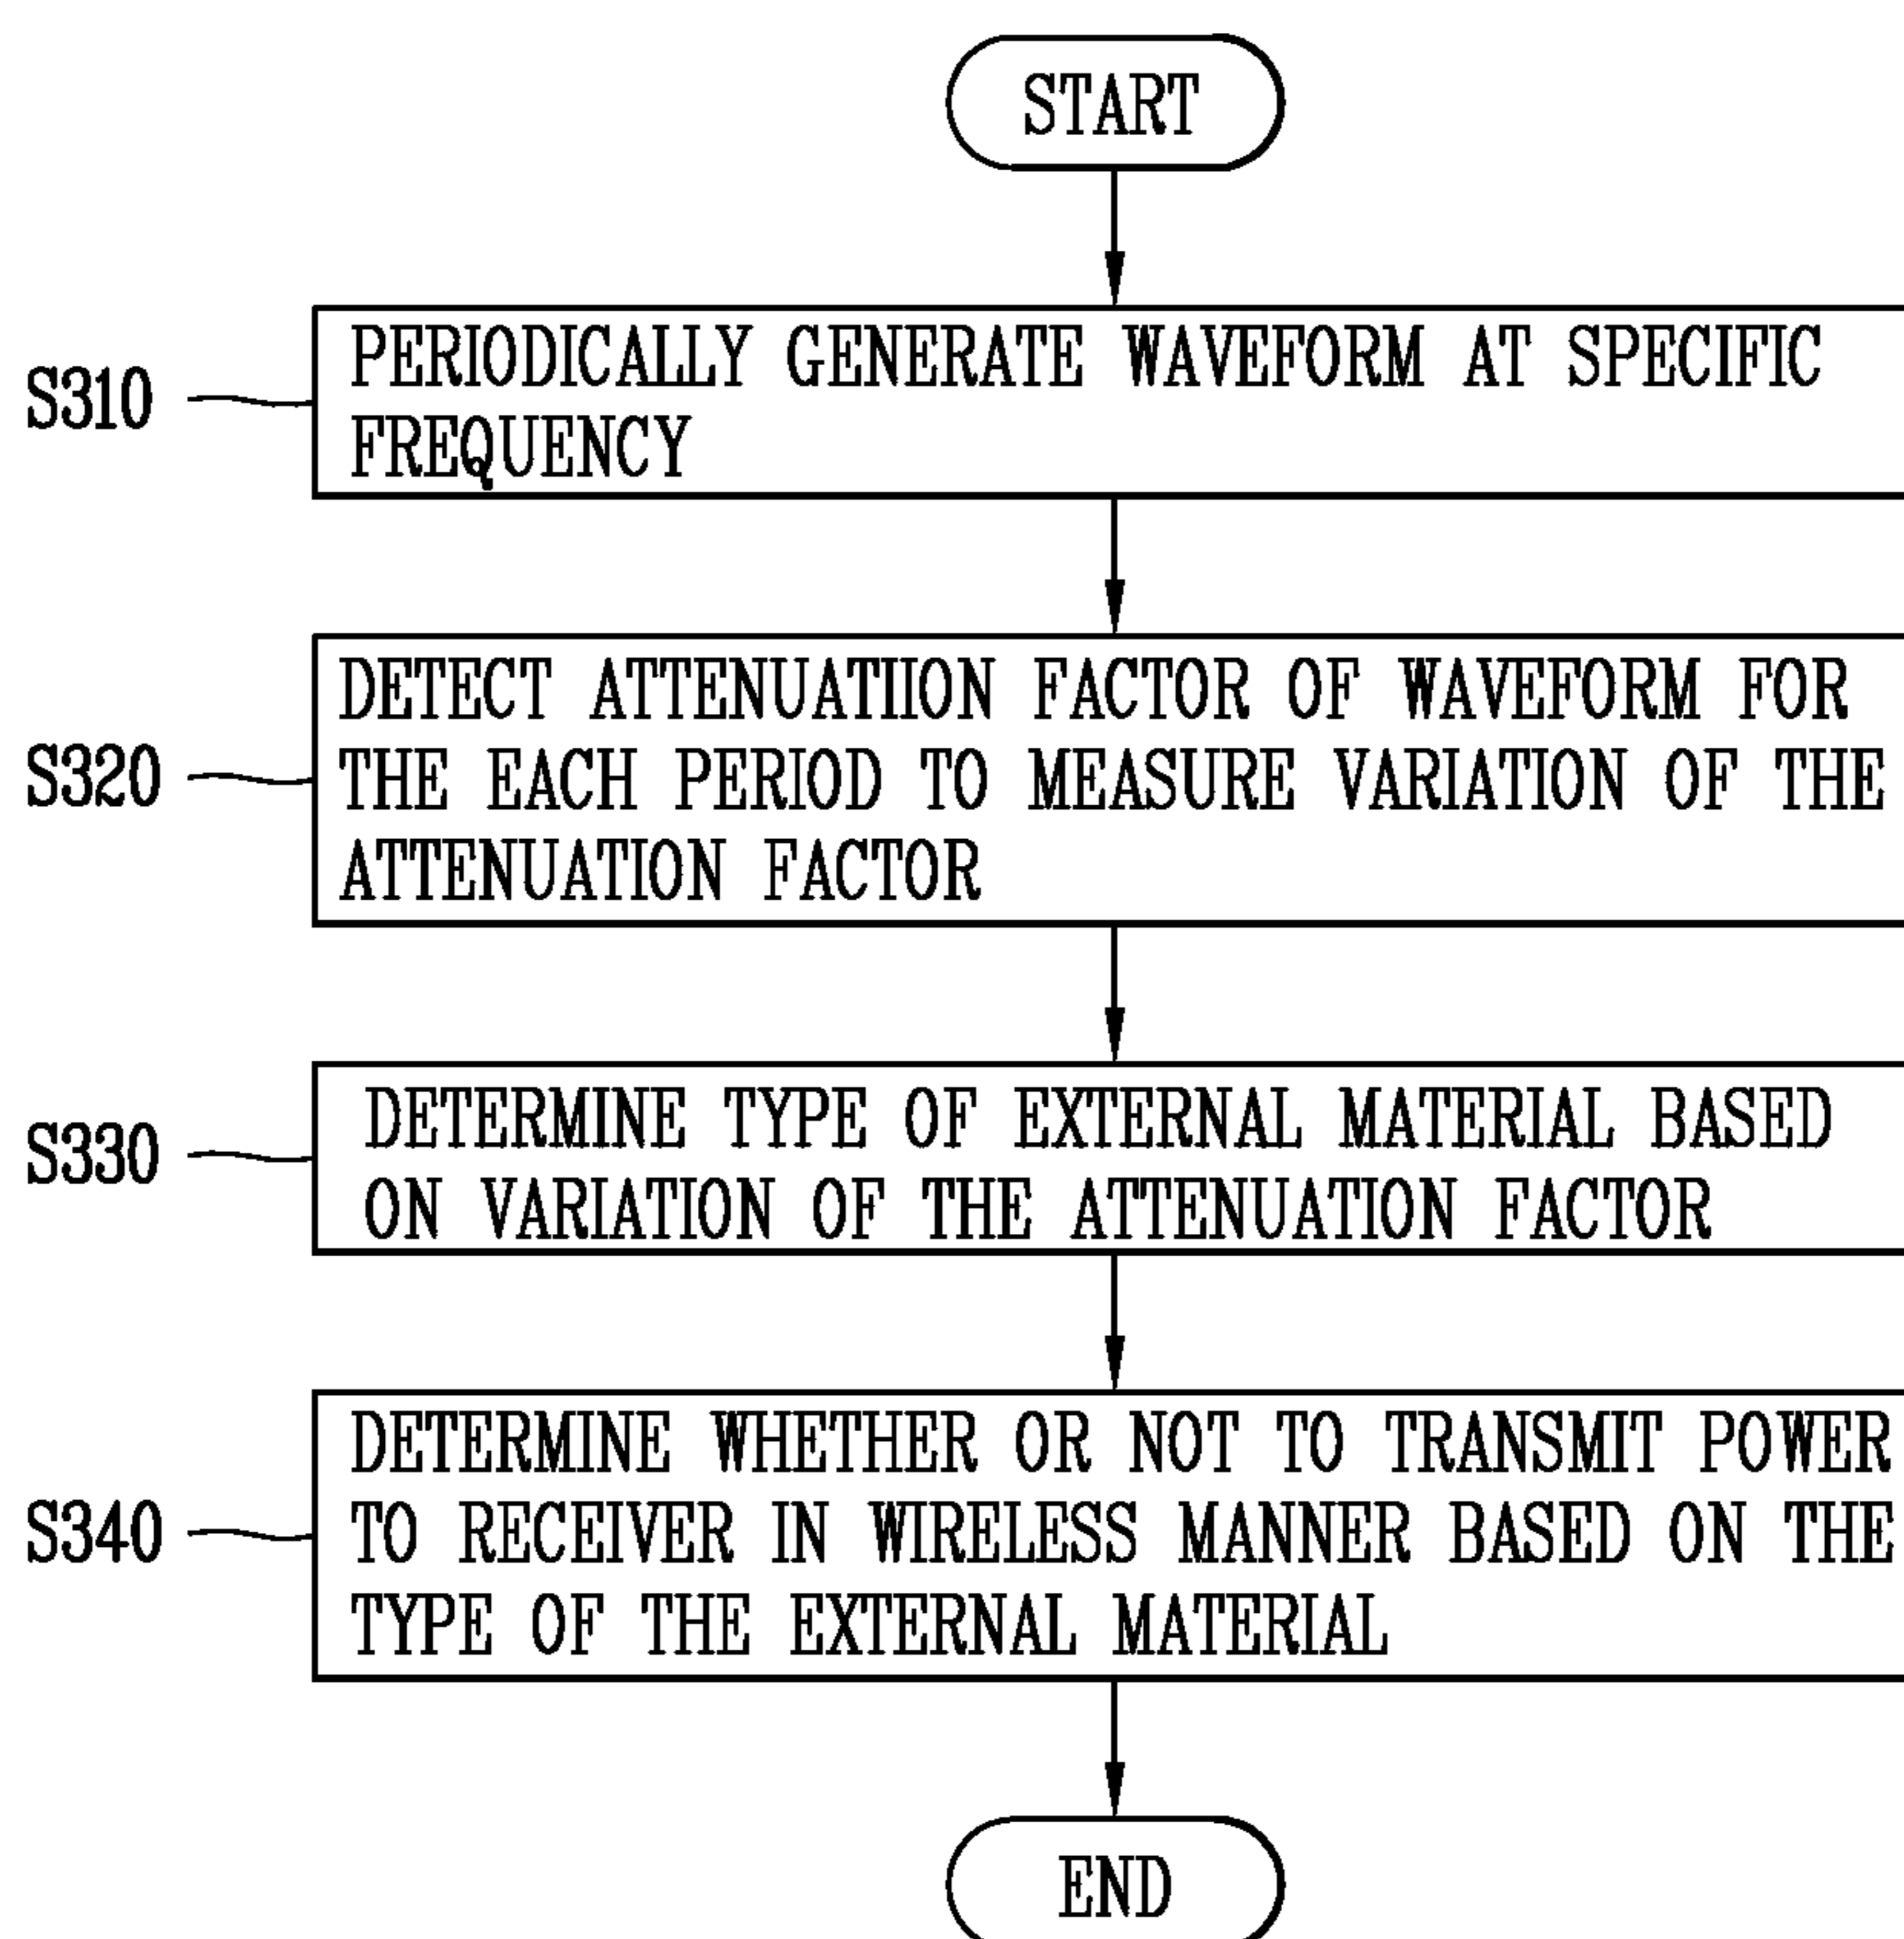 START
S310
PERIODICALLY GENERATE WAVEFORM AT SPECIFIC
FREQUENCY
S320
DETECT ATTENUATIION FACTOR OF WAVEFORM FOR
THE EACH PERIOD TO MEASURE VARIATION OF THE
ATTENUATION FACTOR
S330
DETERMINE TYPE OF EXTERNAL MATERIAL BASED
ON VARIATION OF THE ATTENUATION FACTOR
S340
DETERMINE WHETHER OR NOT TO TRANSMIT POWER
TO RECEIVER IN WIRELESS MANNER BASED ON THE
TYPE OF THE EXTERNAL MATERIAL
END